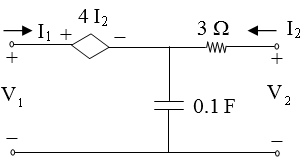 4 I₂
I₁ + − 3 Ω I₂
+ +
V₁ 0.1 F V₂
− −